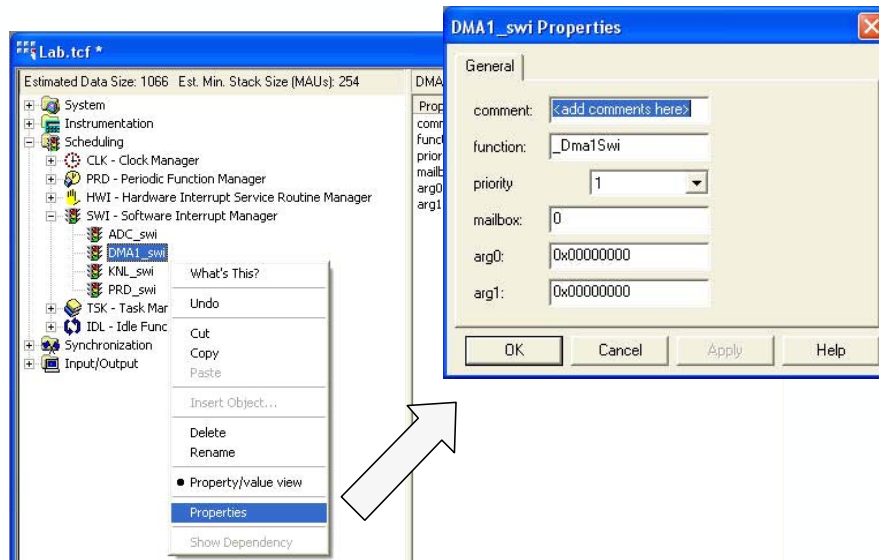 Lab.tcf *
Estimated Data Size: 1066 Est. Min. Stack Size (MAUs): 254
System
Instrumentation
Scheduling
CLK - Clock Manager
PRD - Periodic Function Manager
HWI - Hardware Interrupt Service Routine Manager
SWI - Software Interrupt Manager
ADC_swi
DMA1_swi
KNL_swi
PRD_swi
TSK - Task Mar
IDL - Idle Func
Synchronization
Input/Output
What's This?
Undo
Cut
Copy
Paste
Insert Object...
Delete
Rename
Property/value view
Properties
Show Dependency
DMA
Prop
comr
funct
prior
mailb
arg0
arg1
DMA1_swi Properties
General
comment: <add comments here>
function: _Dma1Swi
priority 1
mailbox: 0
arg0: 0x00000000
arg1: 0x00000000
OK Cancel Apply Help